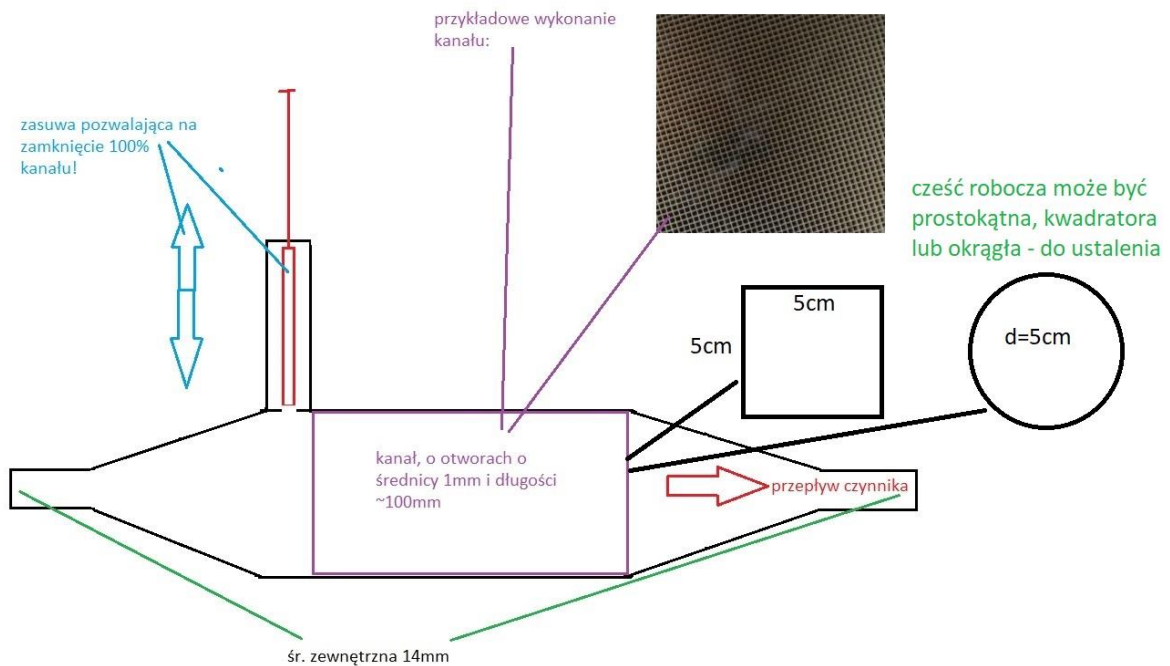 przykładowe wykonanie
kanału:
zasuwa pozwalająca na
zamknięcie 100%
kanału!
cześć robocza może być
prostokątna, kwadratora
lub okrągła - do ustalenia
5cm
5cm
d=5cm
kanał, o otworach o
średnicy 1mm i długości
~100mm
przepływ czynnika
śr. zewnętrzna 14mm